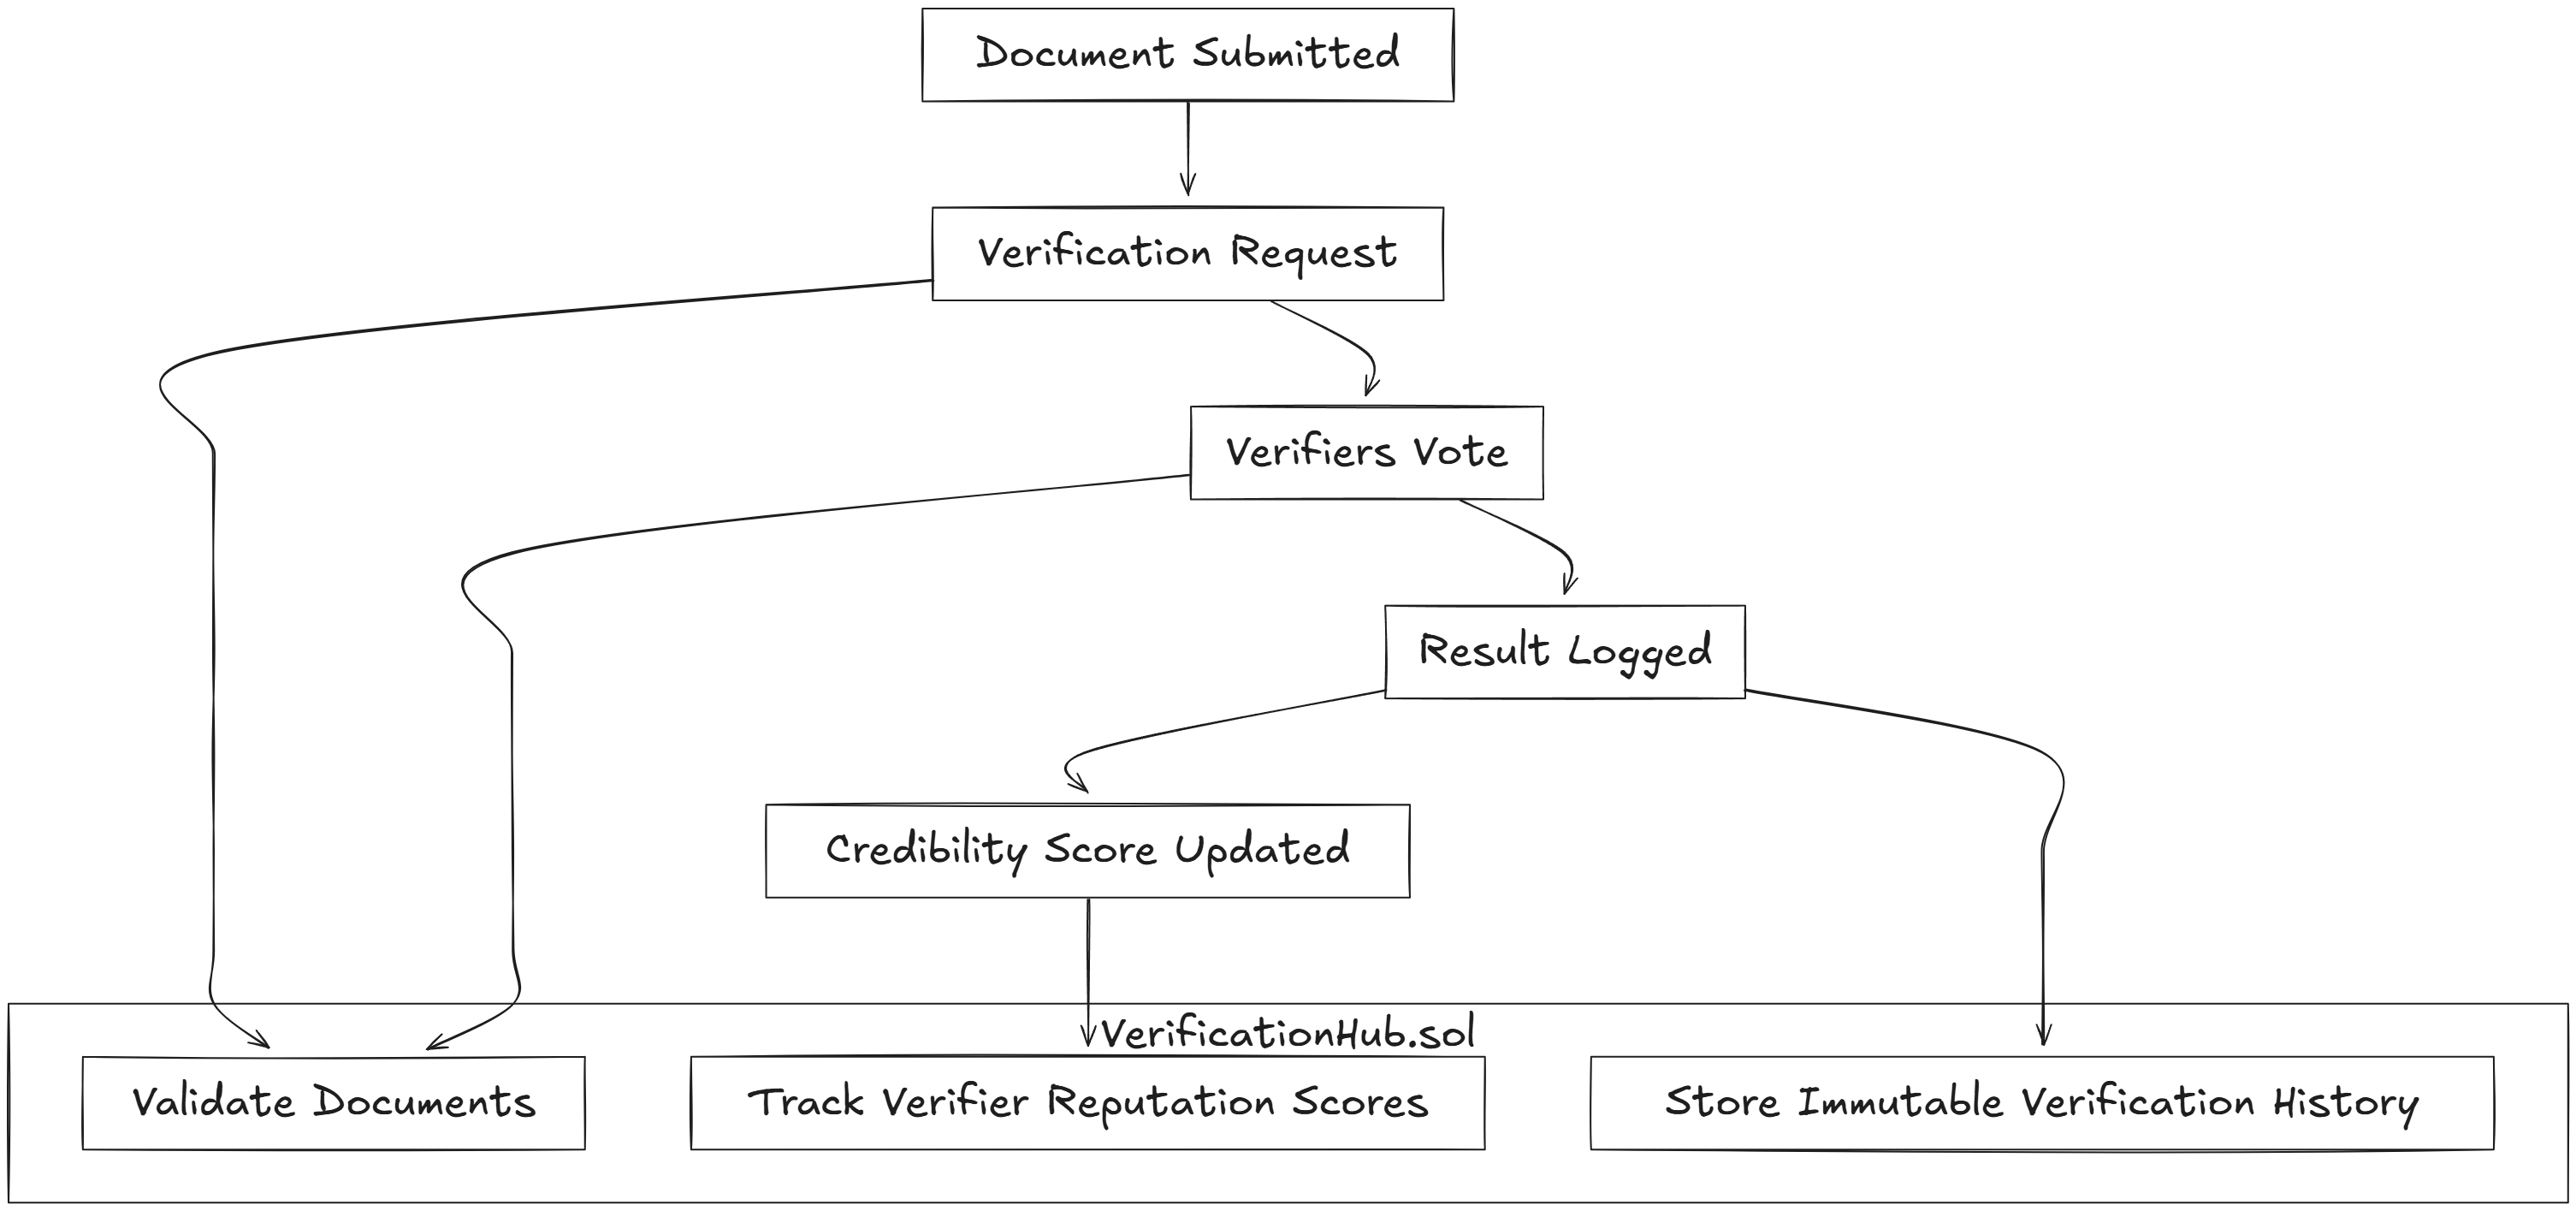 Document Submitted
Verification Request
Verifiers Vote
Result Logged
Credibility Score Updated
VerificationHub.sol
Validate Documents
Track Verifier Reputation Scores
Store Immutable Verification History